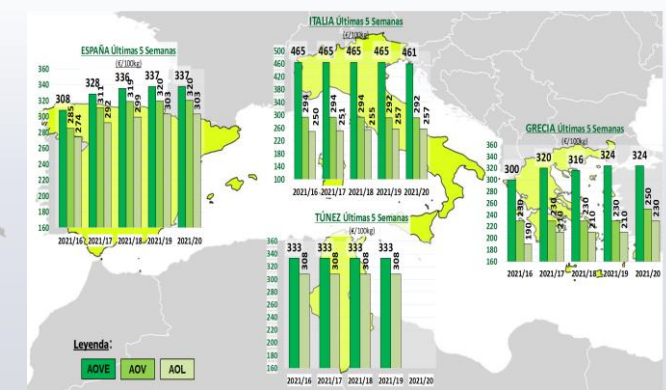 ESPAÑA Últimas 5 Semanas
(€/100kg)
360
340
320
300
280
260
240
220
200
180
160
308 285 274
328 311 292
336 319 299
337 320 303
337 320 303
2021/16 2021/17 2021/18 2021/19 2021/20
ITALIA Últimas 5 Semanas
(€/100kg)
500
460
420
380
340
300
260
220
180
140
100
465 294 250
465 294 251
465 294 255
465 292 257
461 292 257
2021/16 2021/17 2021/18 2021/19 2021/20
GRECIA Últimas 5 Semanas
(€/100kg)
360
340
320
300
280
260
240
220
200
180
160
300 230 190
320 230 210
316 230 210
324 230 210
324 250 230
2021/16 2021/17 2021/18 2021/19 2021/20
TÚNEZ Últimas 5 Semanas
(€/100kg)
360
340
320
300
280
260
240
220
200
180
160
333 308
333 308
333 308
333 308
2021/16 2021/17 2021/18 2021/19 2021/20
Leyenda:
AOVE AOV AOL